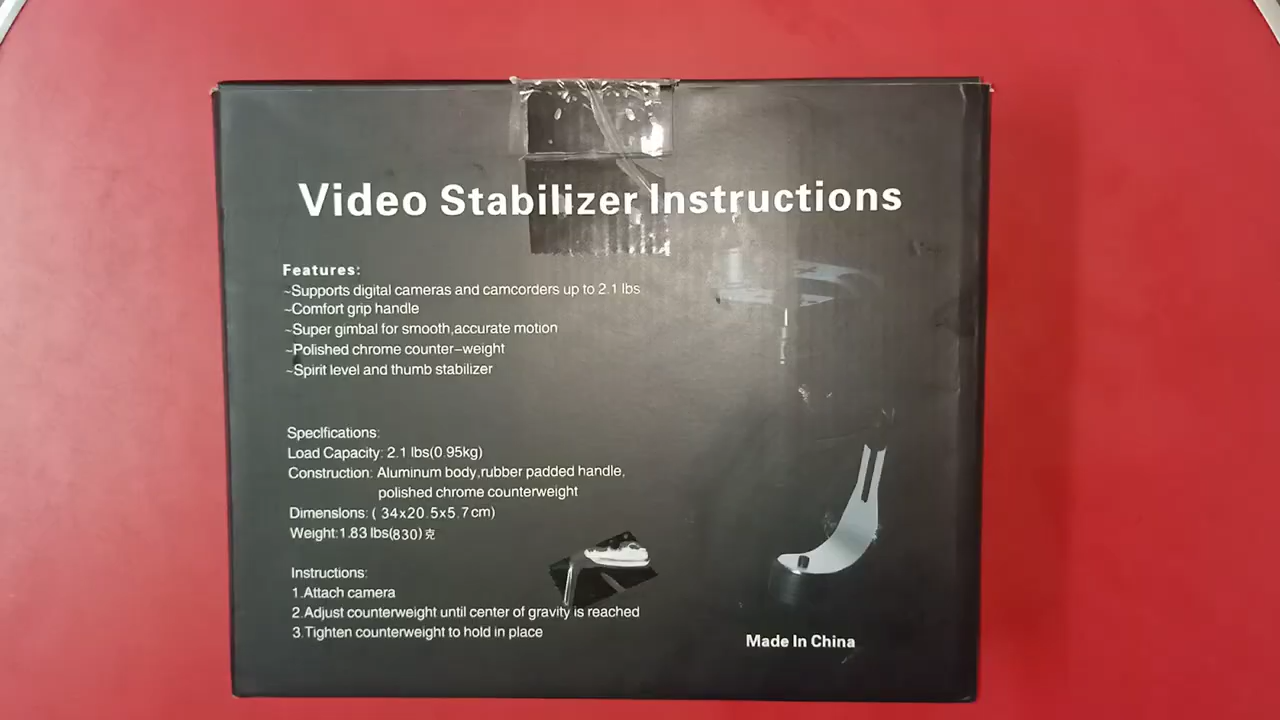 Video Stabilizer Instructions
Features:
~Supports digital cameras and camcorders up to 2.1 lbs
~Comfort grip handle
~Super gimbal for smooth,accurate motion
~Polished chrome counter-weight
~Spirit level and thumb stabilizer
Speclfications:
Load Capacity: 2.1 lbs(0.95kg)
Construction: Aluminum body,rubber padded handle,
polished chrome counterweight
Dimenslons: ( 34x20.5x5.7cm)
Weight:1.83 lbs(830)克
Instructions:
1.Attach camera
2.Adjust counterweight until center of gravity is reached
3.Tighten counterweight to hold in place
Made In China